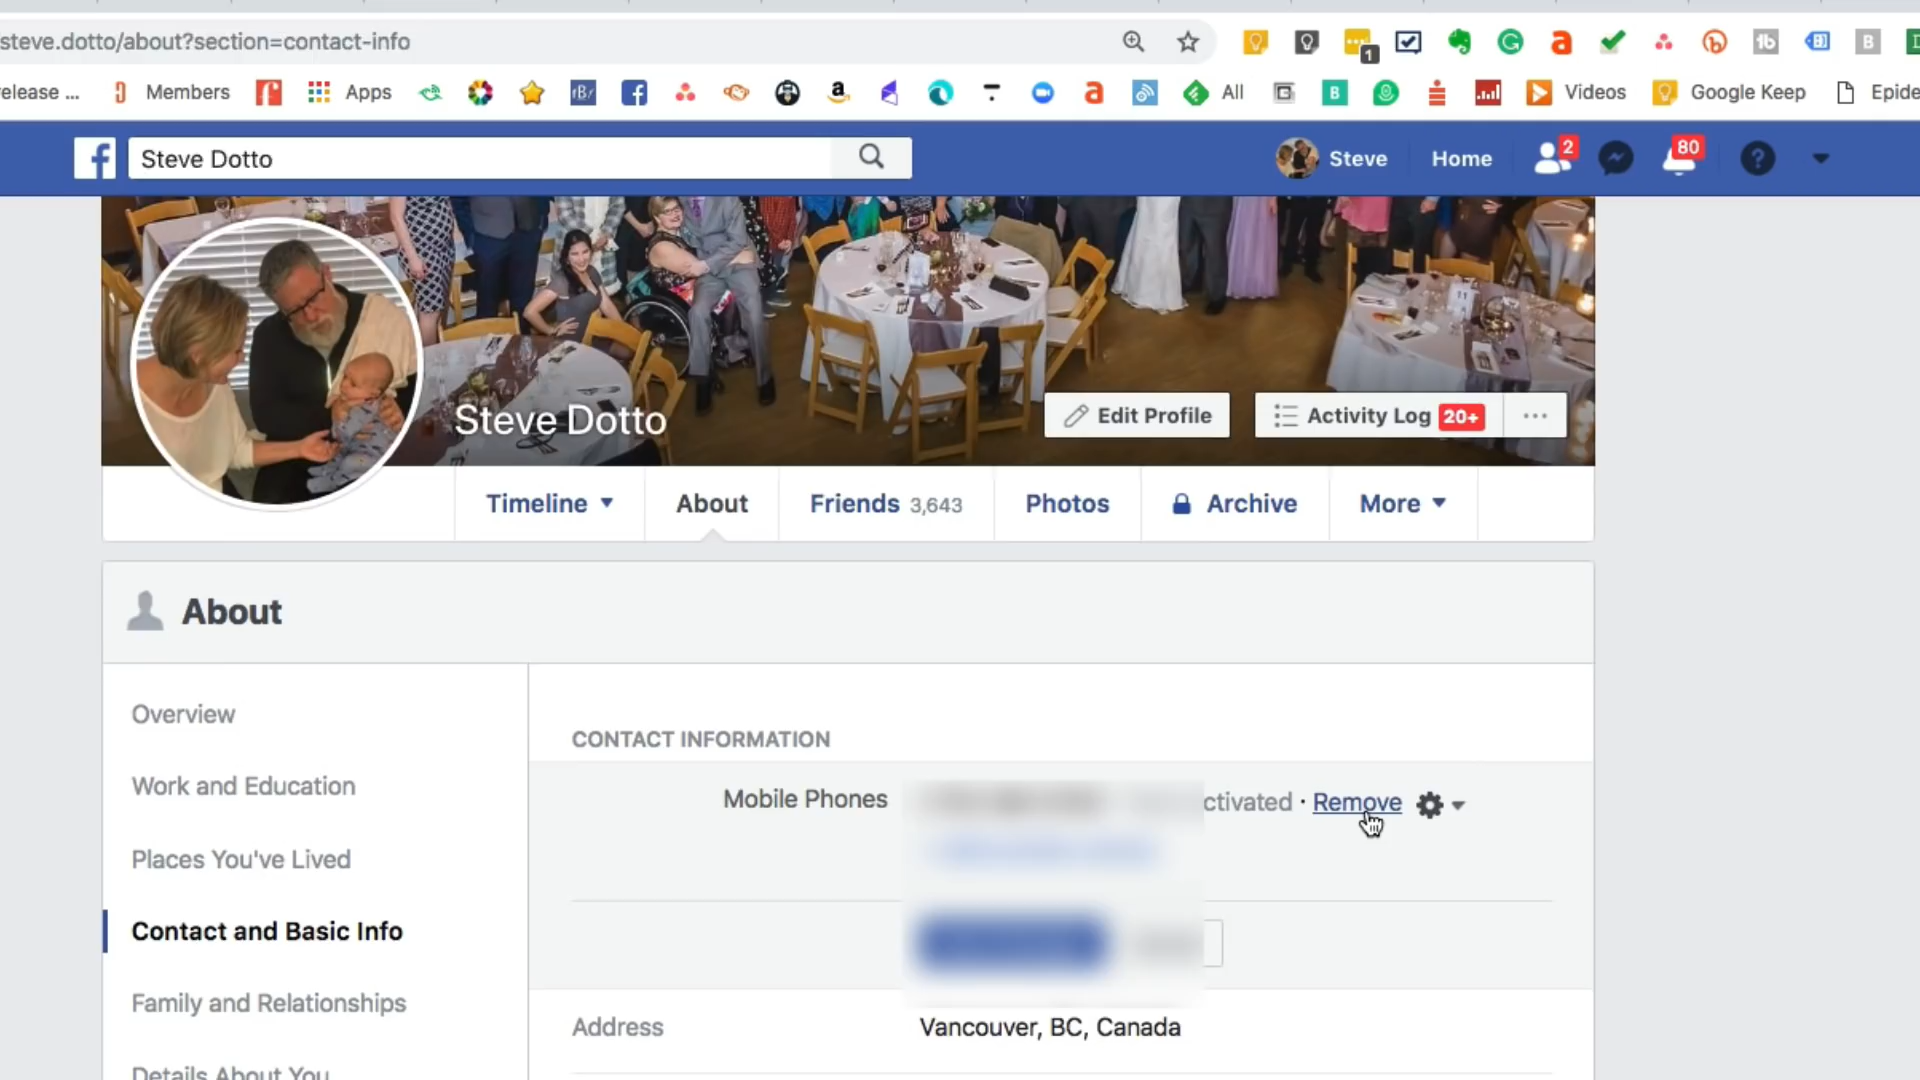 steve.dotto/about?section=contact-info
1
elease ... Members Apps All Videos Google Keep Epide
Steve Dotto Steve Home 2 80
Steve Dotto Edit Profile Activity Log 20+
Timeline About Friends 3,643 Photos Archive More
About
Overview
CONTACT INFORMATION
Work and Education
Mobile Phones ctivated · Remove
Places You've Lived
Contact and Basic Info
Family and Relationships
Address Vancouver, BC, Canada
Details About You